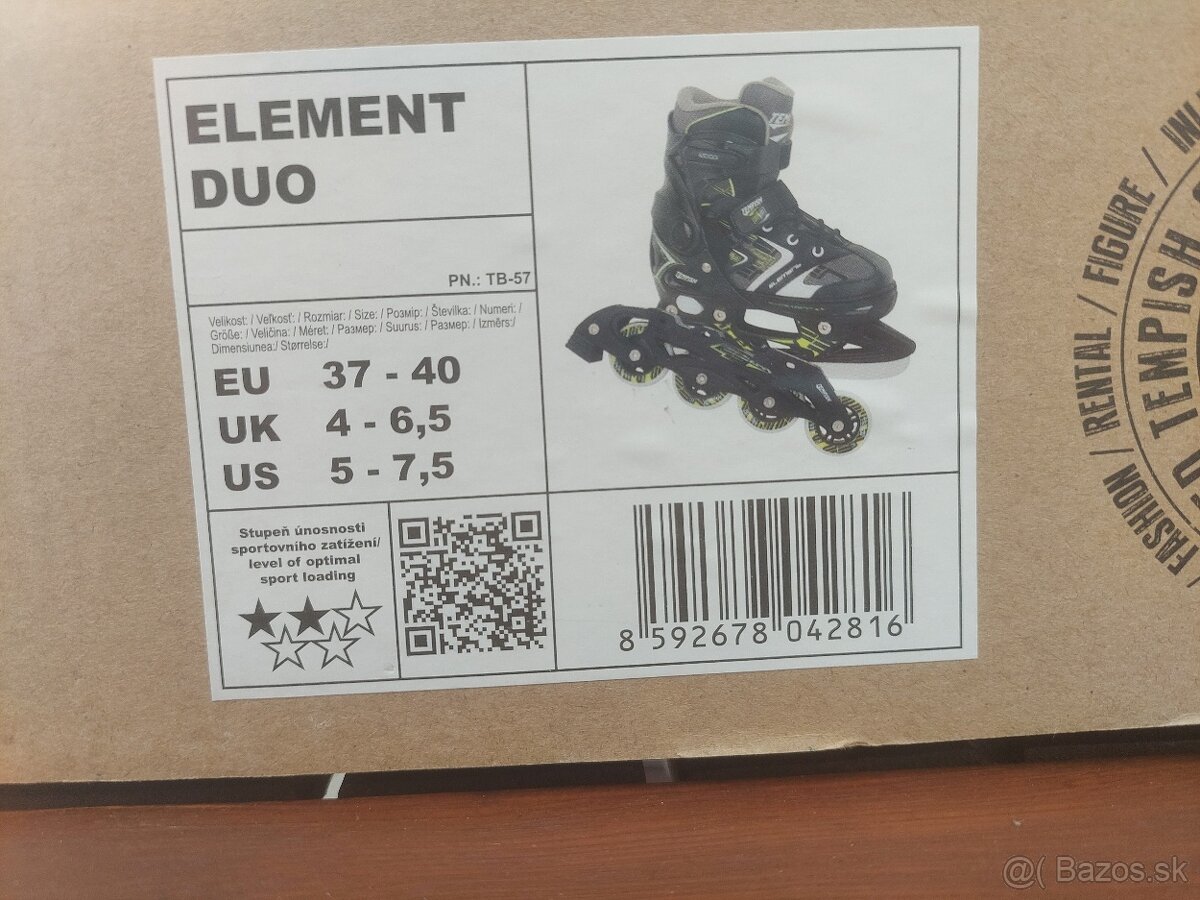 ELEMENT
DUO
PN.: TB-57
Velikost: / Veľkosť: / Rozmiar: / Size: / Розмір: / Številka: / Numeri: /
Größe: / Veličina: / Méret: / Размер: / Suurus: / Размер: / Izmērs:/
Dimensiunea:/ Størrelse:/
EU 37 - 40
UK 4 - 6,5
US 5 - 7,5
Stupeň únosnosti
sportovního zatížení/
level of optimal
sport loading
8 592678 042816
/ FASHION / RENTAL / FIGURE /
TEMPISH
@( Bazos.sk